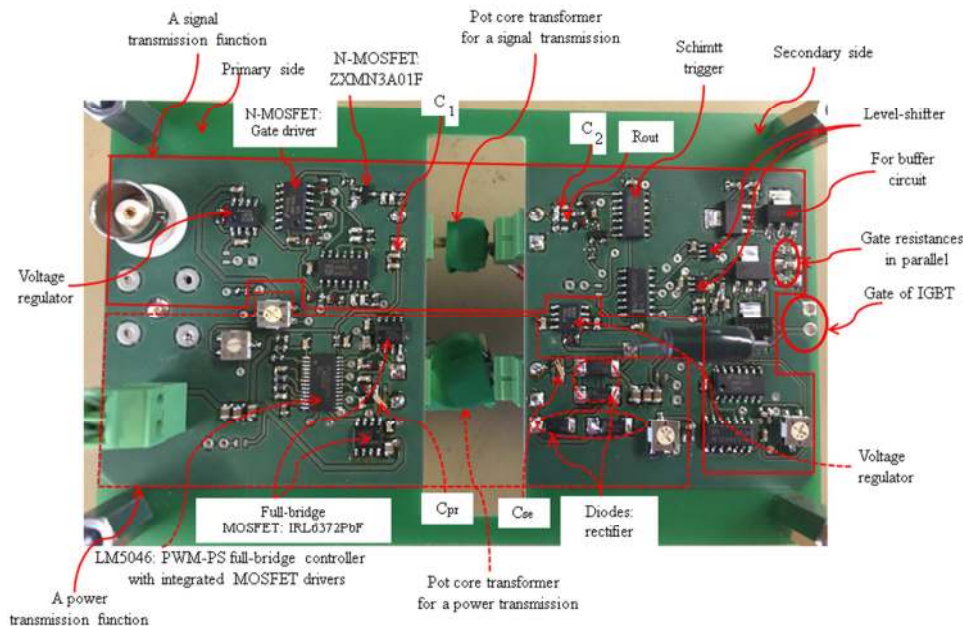 A signal
transmission function
Primary side
N-MOSFET:
ZXMN3A01F
Pot core transformer
for a signal transmission
Schimtt
trigger
Secondary side
N-MOSFET:
Gate driver
C1
C2
Rout
Level-shifter
For buffer
circuit
Gate resistances
in parallel
Gate of IGBT
Voltage
regulator
Voltage
regulator
Full-bridge
MOSFET: IRL6372PbF
Cpr
Cse
Diodes:
rectifier
LM5046: PWM-PS full-bridge controller
with integrated MOSFET drivers
Pot core transformer
for a power transmission
A power
transmission function